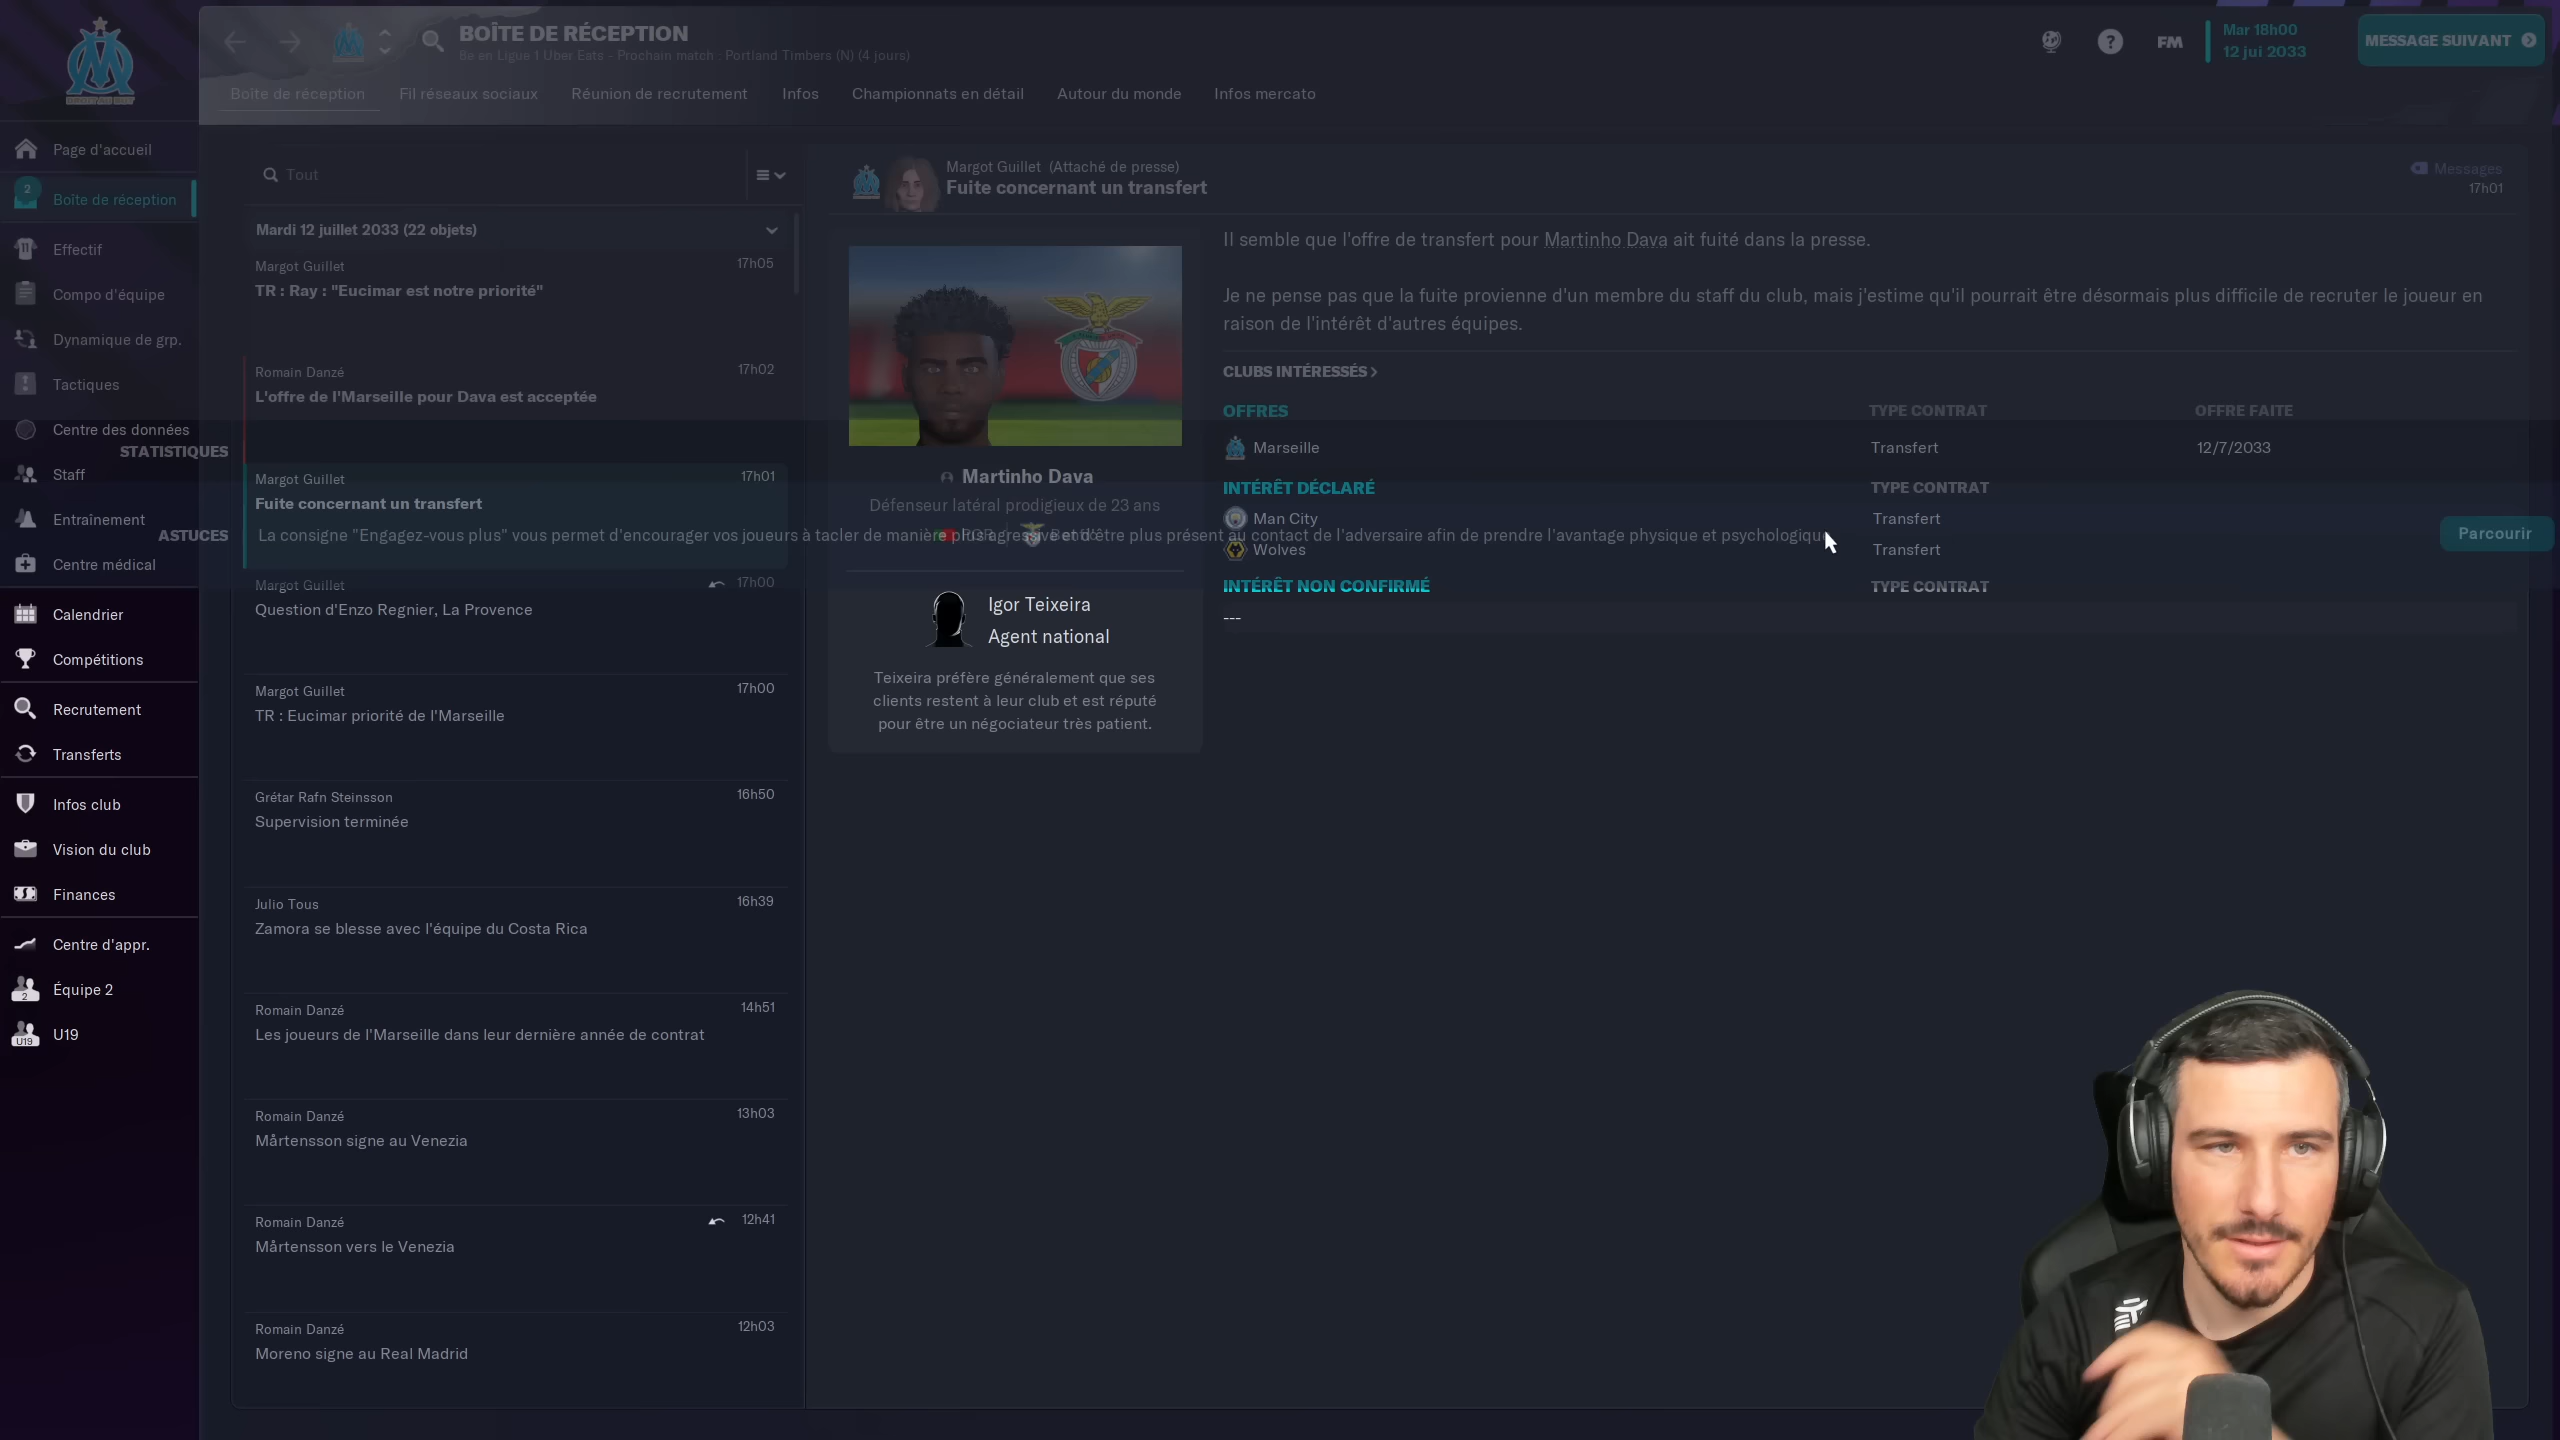 BOÎTE DE RÉCEPTION
8e en Ligue 1 Uber Eats - Prochain match : Portland Timbers (N) (4 jours)
FM
Mar 18h00
12 jui 2033
MESSAGE SUIVANT
Boîte de réception
Fil réseaux sociaux
Réunion de recrutement
Infos
Championnats en détail
Autour du monde
Infos mercato
Page d'accueil
2
Boîte de réception
Effectif
Compo d'équipe
Dynamique de grp.
Tactiques
Centre des données
STATISTIQUES
Staff
Entraînement
ASTUCES
Centre médical
Calendrier
Compétitions
Recrutement
Transferts
Infos club
Vision du club
Finances
Centre d'appr.
2
Équipe 2
U19
U19
Tout
Mardi 12 juillet 2033 (22 objets)
Margot Guillet 17h05
TR : Ray : "Eucimar est notre priorité"
Romain Danzé 17h02
L'offre de l'Marseille pour Dava est acceptée
Margot Guillet 17h01
Fuite concernant un transfert
La consigne "Engagez-vous plus" vous permet d'encourager vos joueurs à tacler de manière plus agressive et d'être plus présent au contact de l'adversaire afin de prendre l'avantage physique et psychologique
Parcourir
Margot Guillet 17h00
Question d'Enzo Regnier, La Provence
Margot Guillet 17h00
TR : Eucimar priorité de l'Marseille
Grétar Rafn Steinsson 16h50
Supervision terminée
Julio Tous 16h39
Zamora se blesse avec l'équipe du Costa Rica
Romain Danzé 14h51
Les joueurs de l'Marseille dans leur dernière année de contrat
Romain Danzé 13h03
Mårtensson signe au Venezia
Romain Danzé 12h41
Mårtensson vers le Venezia
Romain Danzé 12h03
Moreno signe au Real Madrid
Margot Guillet (Attaché de presse)
Fuite concernant un transfert
Messages
17h01
Martinho Dava
Défenseur latéral prodigieux de 23 ans
Igor Teixeira
Agent national
Teixeira préfère généralement que ses
clients restent à leur club et est réputé
pour être un négociateur très patient.
Il semble que l'offre de transfert pour Martinho Dava ait fuité dans la presse.
Je ne pense pas que la fuite provienne d'un membre du staff du club, mais j'estime qu'il pourrait être désormais plus difficile de recruter le joueur en
raison de l'intérêt d'autres équipes.
CLUBS INTÉRESSÉS
OFFRES TYPE CONTRAT OFFRE FAITE
Marseille Transfert 12/7/2033
INTÉRÊT DÉCLARÉ TYPE CONTRAT
Man City Transfert
Wolves Transfert
INTÉRÊT NON CONFIRMÉ TYPE CONTRAT
---